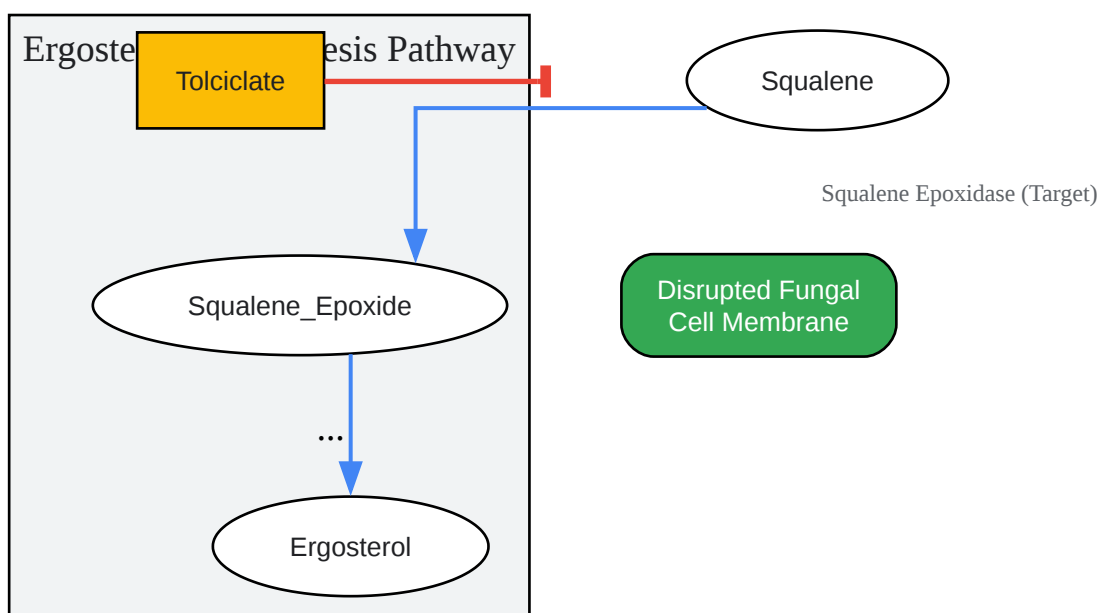 Ergoste esis Pathway
Tolciclate
Squalene
Squalene Epoxidase (Target)
Squalene_Epoxide
Disrupted Fungal
Cell Membrane
...
Ergosterol